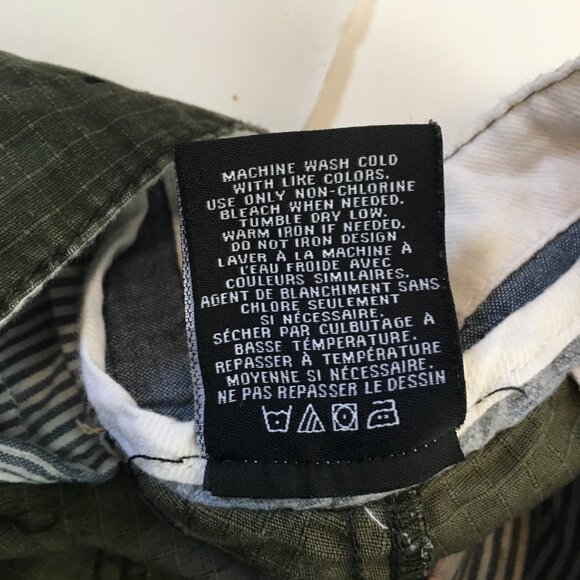 MACHINE WASH COLD
WITH LIKE COLORS.
USE ONLY NON-CHLORINE
BLEACH WHEN NEEDED.
TUMBLE DRY LOW.
WARM IRON IF NEEDED.
DO NOT IRON DESIGN
LAVER À LA MACHINE À
L'EAU FROIDE AVEC
COULEURS SIMILAIRES.
AGENT DE BLANCHIMENT SANS
CHLORE SEULEMENT
SI NÉCESSAIRE.
SÉCHER PAR CULBUTAGE À
BASSE TEMPÉRATURE.
REPASSER À TEMPÉRATURE
MOYENNE SI NÉCESSAIRE.
NE PAS REPASSER LE DESSIN